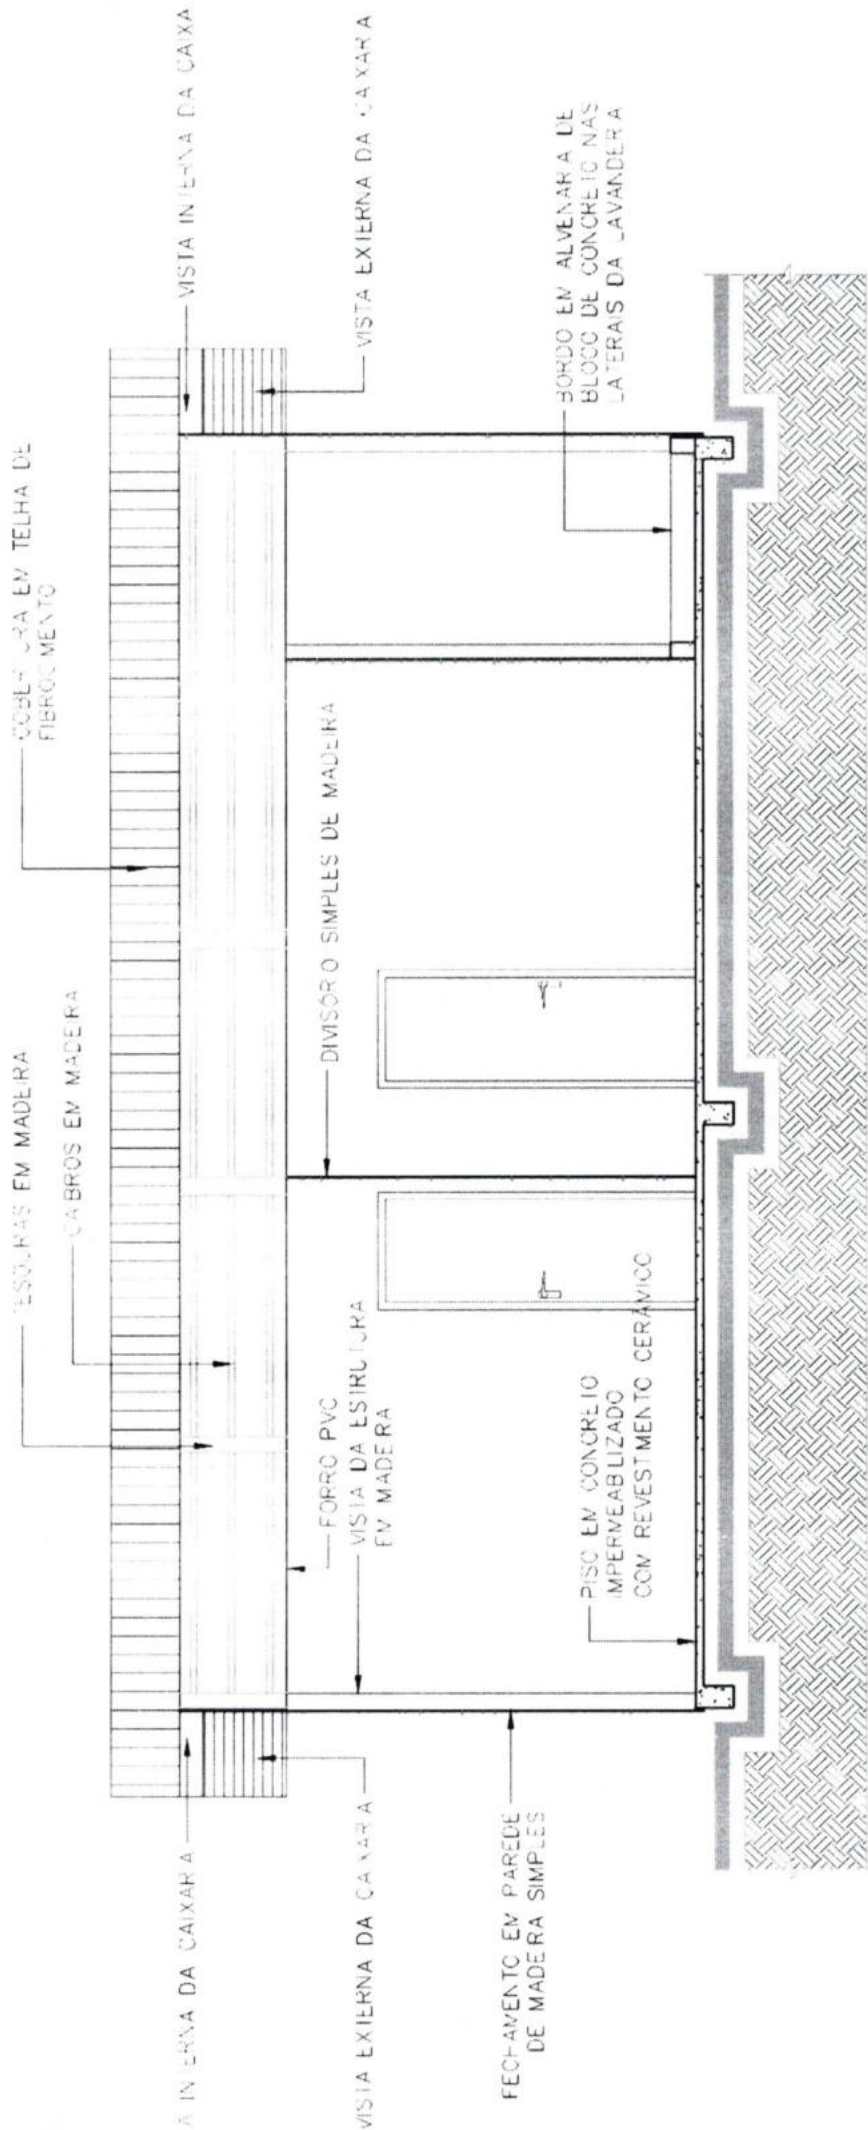 TESOURAS EM MADEIRA
CAIBROS EM MADEIRA
COBERTURA EM TELHA DE
FIBROCIMENTO
A INTERNA DA CAIXARIA
VISTA INTERNA DA CAIXA
VISTA EXTERNA DA CAIXARIA
VISTA EXTERNA DA CAIXARIA
FORRO PVC
VISTA DA ESTRUTURA
EM MADEIRA
DIVISÓRIO SIMPLES DE MADEIRA
FECHAMENTO EM PAREDE
DE MADEIRA SIMPLES
PISO EM CONCRETO
IMPERMEABILIZADO
COM REVESTIMENTO CERÂMICO
BORDO EM ALVENARIA DE
BLOCO DE CONCRETO NAS
LATERAIS DA LAVANDERIA